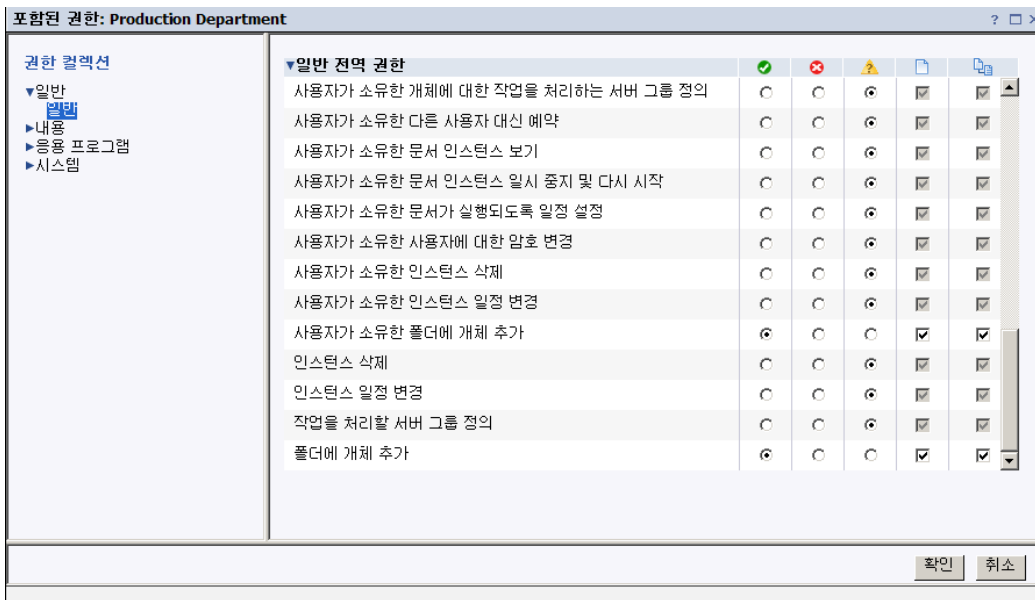 포함된 권한: Production Department
권한 컬렉션
▼일반
일반
►내용
►응용 프로그램
►시스템
▼일반 전역 권한
사용자가 소유한 개체에 대한 작업을 처리하는 서버 그룹 정의
사용자가 소유한 다른 사용자 대신 예약
사용자가 소유한 문서 인스턴스 보기
사용자가 소유한 문서 인스턴스 일시 중지 및 다시 시작
사용자가 소유한 문서가 실행되도록 일정 설정
사용자가 소유한 사용자에 대한 암호 변경
사용자가 소유한 인스턴스 삭제
사용자가 소유한 인스턴스 일정 변경
사용자가 소유한 폴더에 개체 추가
인스턴스 삭제
인스턴스 일정 변경
작업을 처리할 서버 그룹 정의
폴더에 개체 추가
확인 취소